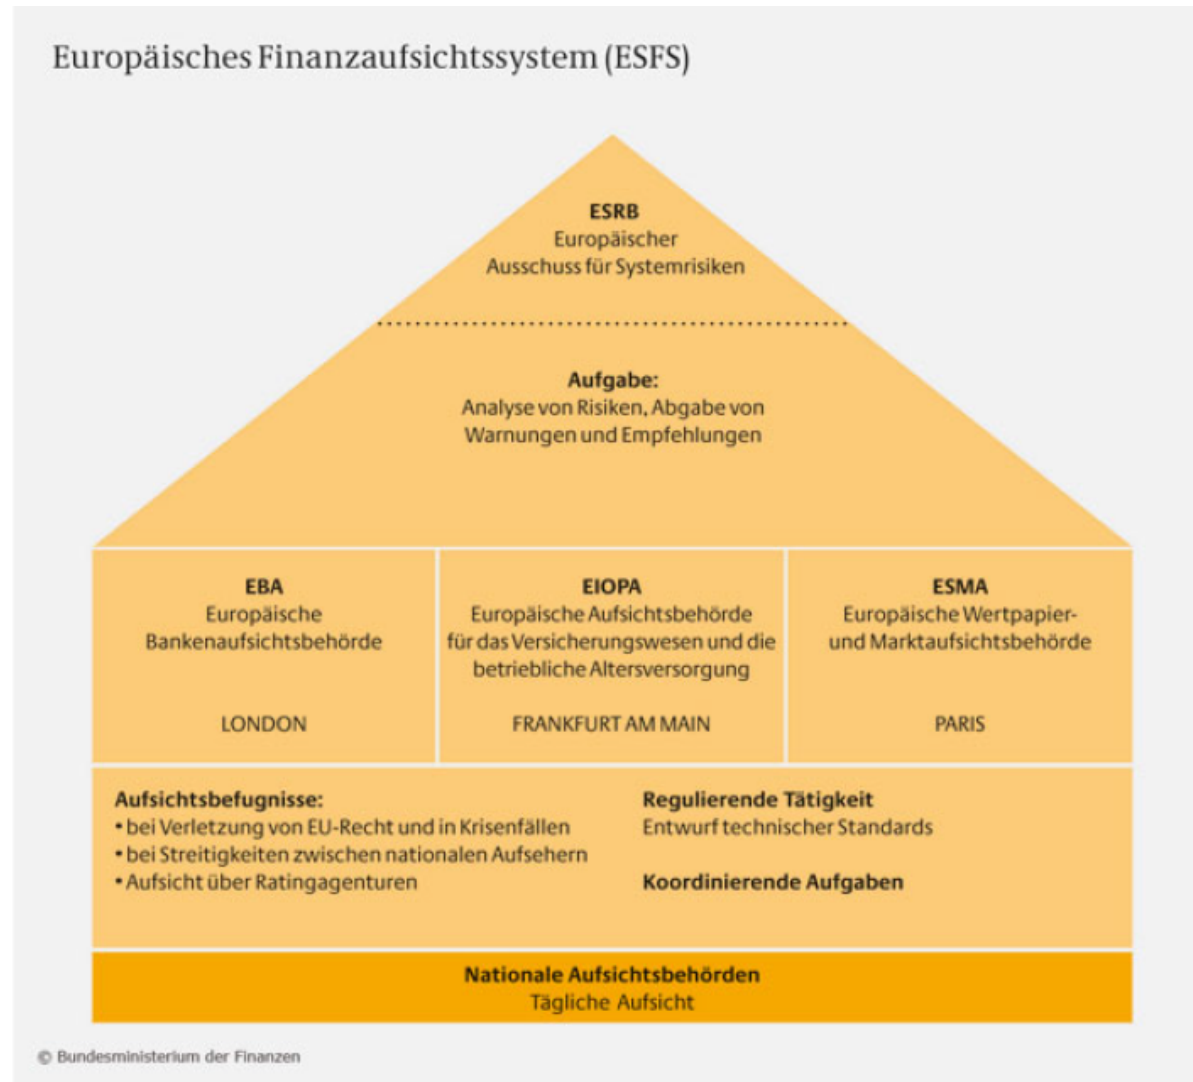 Europäisches Finanzaufsichtssystem (ESFS)
ESRB
Europäischer
Ausschuss für Systemrisiken
Aufgabe:
Analyse von Risiken, Abgabe von
Warnungen und Empfehlungen
EBA
Europäische
Bankenaufsichtsbehörde
LONDON
EIOPA
Europäische Aufsichtsbehörde
für das Versicherungswesen und die
betriebliche Altersversorgung
FRANKFURT AM MAIN
ESMA
Europäische Wertpapier-
und Marktaufsichtsbehörde
PARIS
Aufsichtsbefugnisse:
• bei Verletzung von EU-Recht und in Krisenfällen
• bei Streitigkeiten zwischen nationalen Aufsehern
• Aufsicht über Ratingagenturen
Regulierende Tätigkeit
Entwurf technischer Standards
Koordinierende Aufgaben
Nationale Aufsichtsbehörden
Tägliche Aufsicht
© Bundesministerium der Finanzen